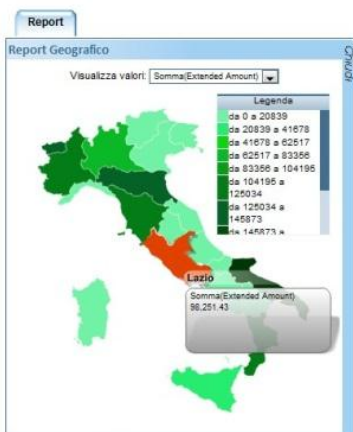 Report
Report Geografico
Chiudi
Visualizza valori: Somma(Extended Amount)
Legenda
da 0 a 20839
da 20839 a 41678
da 41678 a 62517
da 62517 a 83356
da 83356 a 104195
da 104195 a
125034
da 125034 a
145873
da 145873 a
Lazio
Somma(Extended Amount)
98,251.43